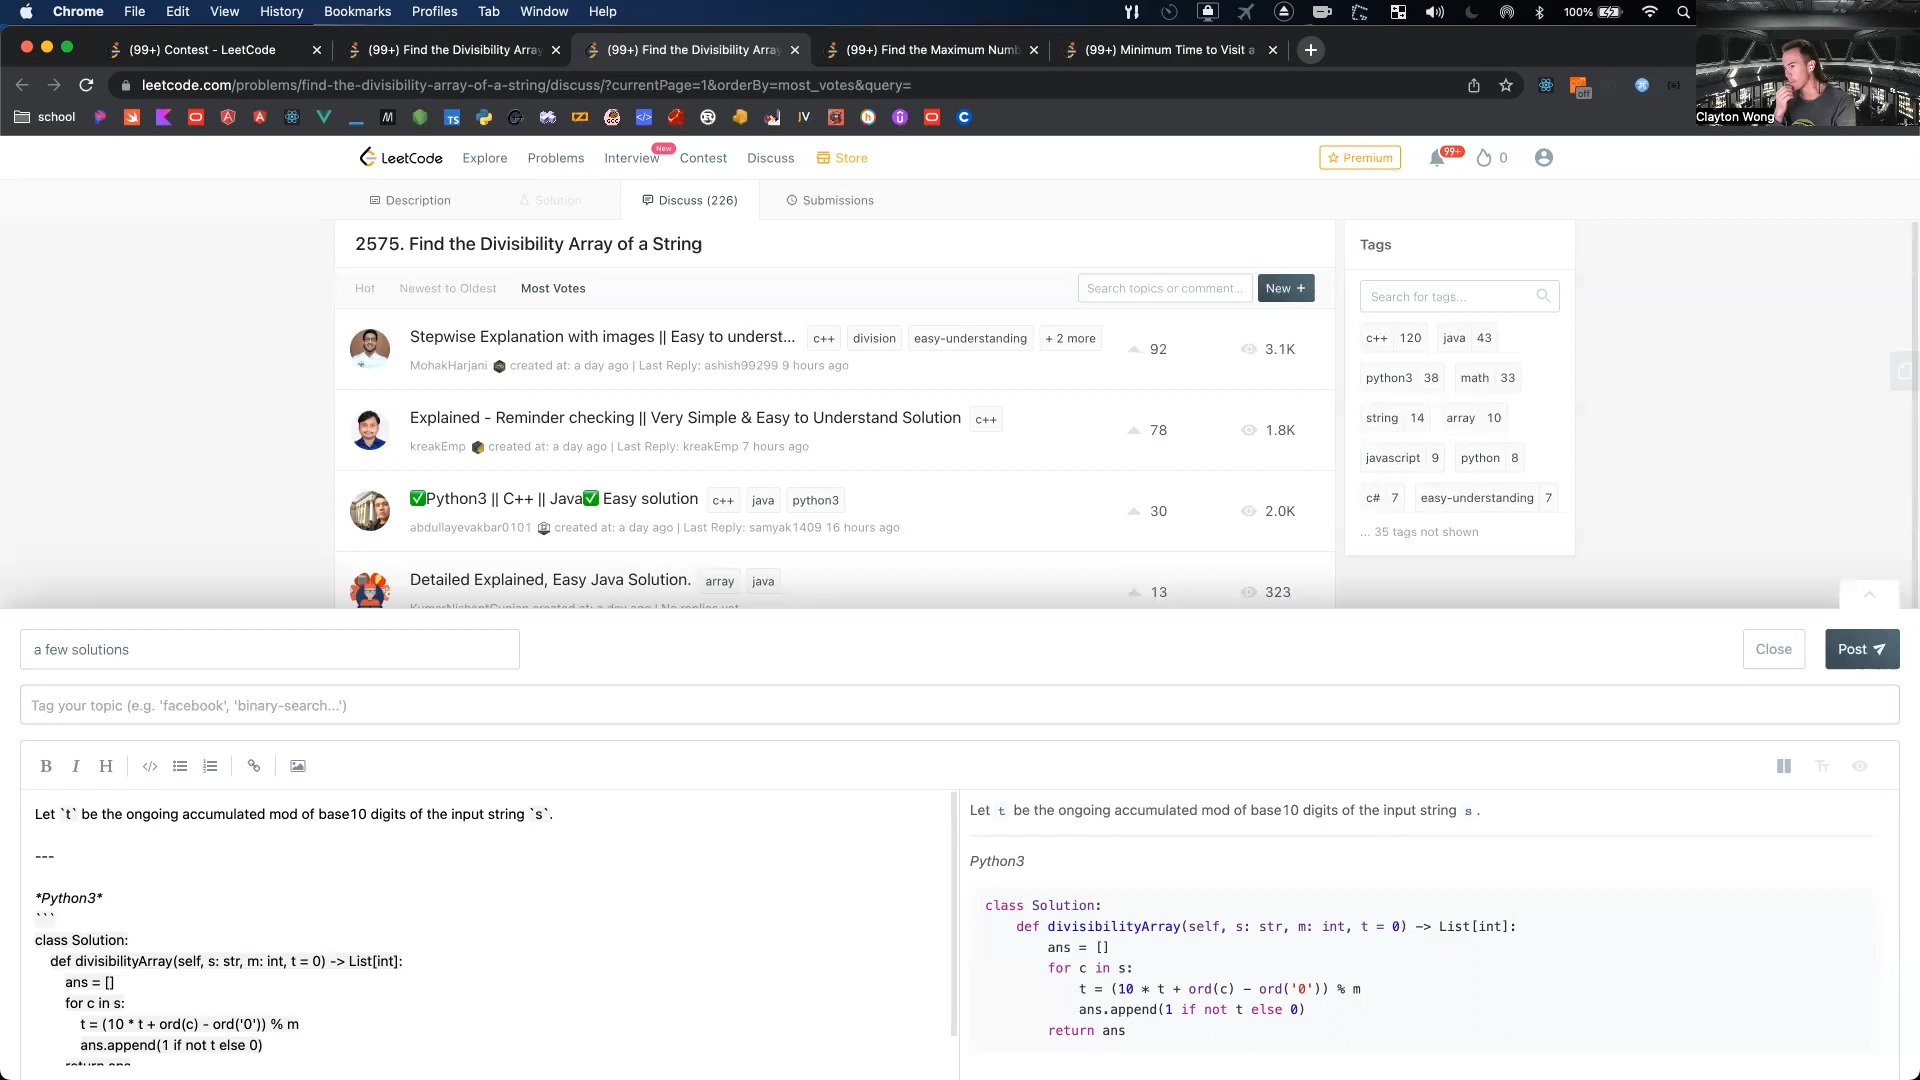 Chrome File Edit View History Bookmarks Profiles Tab Window Help 100%
(99+) Contest - LeetCode (99+) Find the Divisibility Array (99+) Find the Divisibility Array (99+) Find the Maximum Numb (99+) Minimum Time to Visit a
leetcode.com/problems/find-the-divisibility-array-of-a-string/discuss/?currentPage=1&orderBy=most_votes&query=
off
Clayton Wong
school
TS
JV
LeetCode Explore Problems Interview New Contest Discuss Store Premium 99+ 0
Description Solution Discuss (226) Submissions
2575. Find the Divisibility Array of a String
Hot Newest to Oldest Most Votes Search topics or comment... New +
Stepwise Explanation with images || Easy to underst... c++ division easy-understanding + 2 more 92 3.1K
MohakHarjani created at: a day ago | Last Reply: ashish99299 9 hours ago
Explained - Reminder checking || Very Simple & Easy to Understand Solution c++ 78 1.8K
kreakEmp created at: a day ago | Last Reply: kreakEmp 7 hours ago
✅Python3 || C++ || Java✅ Easy solution c++ java python3 30 2.0K
abdullayevakbar0101 created at: a day ago | Last Reply: samyak1409 16 hours ago
Detailed Explained, Easy Java Solution. array java 13 323
Tags
Search for tags...
c++ 120 java 43
python3 38 math 33
string 14 array 10
javascript 9 python 8
c# 7 easy-understanding 7
... 35 tags not shown
a few solutions
Close Post
Tag your topic (e.g. 'facebook', 'binary-search...')
B I H
Let `t` be the ongoing accumulated mod of base10 digits of the input string `s`.
---
*Python3*
```
class Solution:
def divisibilityArray(self, s: str, m: int, t = 0) -> List[int]:
ans = []
for c in s:
t = (10 * t + ord(c) - ord('0')) % m
ans.append(1 if not t else 0)
return ans
Let t be the ongoing accumulated mod of base10 digits of the input string s .
Python3
class Solution:
def divisibilityArray(self, s: str, m: int, t = 0) -> List[int]:
ans = []
for c in s:
t = (10 * t + ord(c) - ord('0')) % m
ans.append(1 if not t else 0)
return ans